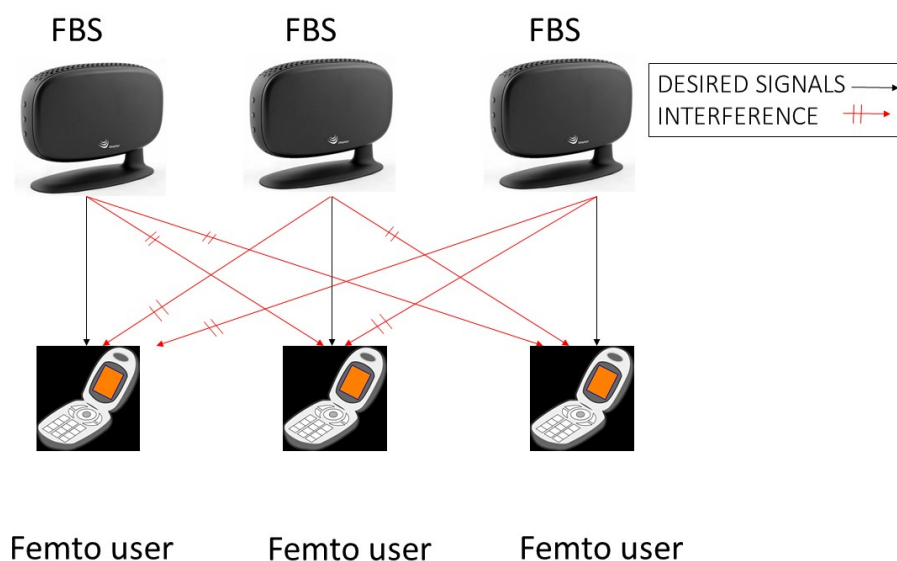 FBS FBS FBS
DESIRED SIGNALS
INTERFERENCE
Femto user Femto user Femto user